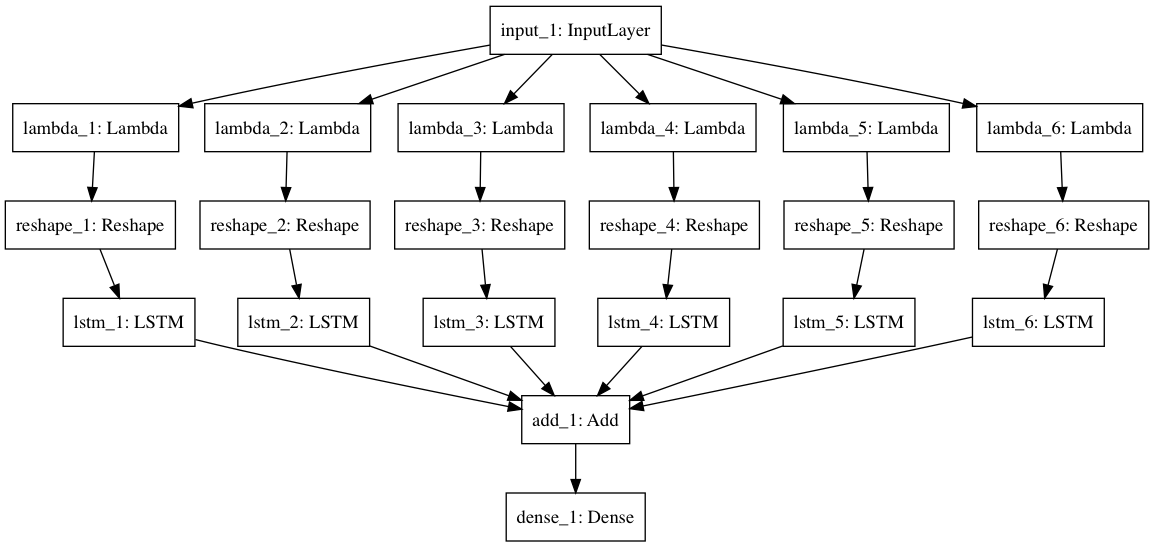 input_1: InputLayer
lambda_1: Lambda
lambda_2: Lambda
lambda_3: Lambda
lambda_4: Lambda
lambda_5: Lambda
lambda_6: Lambda
reshape_1: Reshape
reshape_2: Reshape
reshape_3: Reshape
reshape_4: Reshape
reshape_5: Reshape
reshape_6: Reshape
lstm_1: LSTM
lstm_2: LSTM
lstm_3: LSTM
lstm_4: LSTM
lstm_5: LSTM
lstm_6: LSTM
add_1: Add
dense_1: Dense